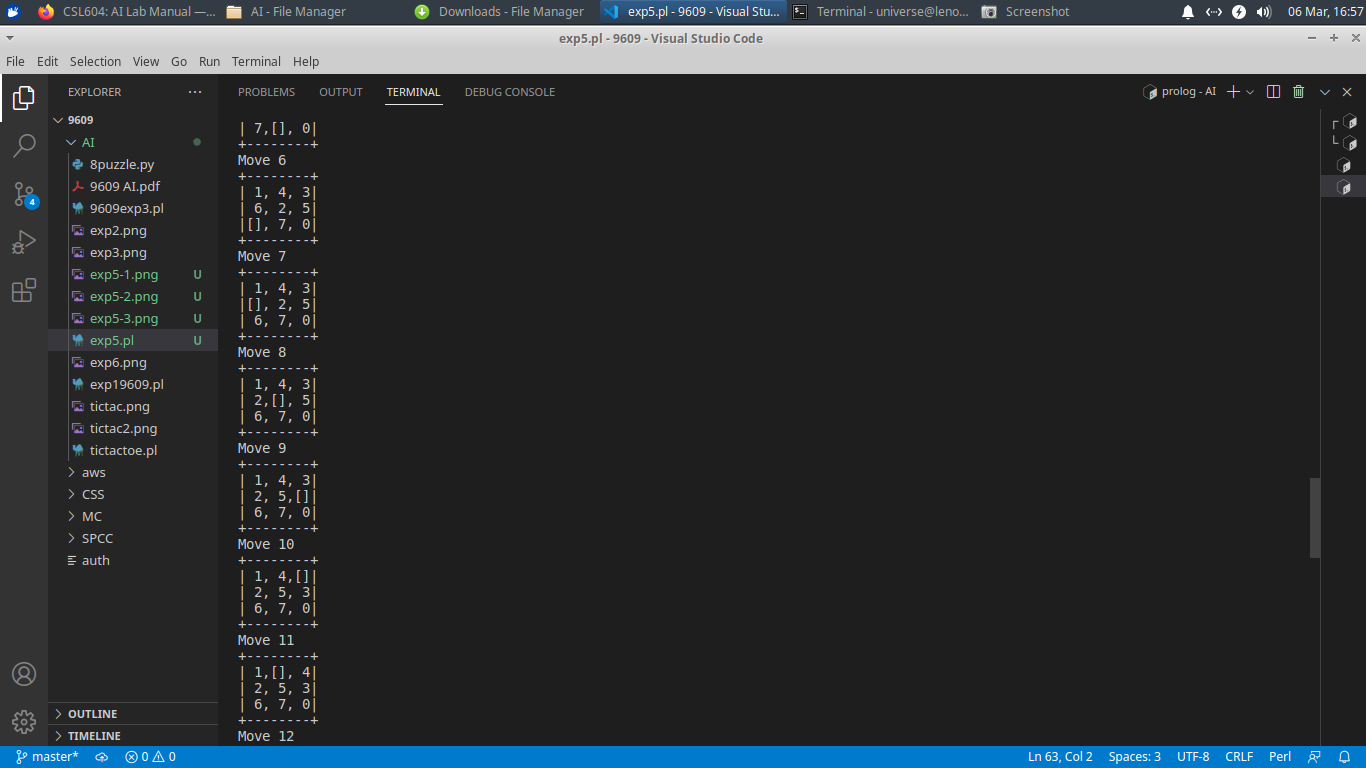 CSL604: AI Lab Manual —... AI - File Manager Downloads - File Manager exp5.pl - 9609 - Visual Stu... Terminal - universe@leno... Screenshot 06 Mar, 16:57
exp5.pl - 9609 - Visual Studio Code
File Edit Selection View Go Run Terminal Help
EXPLORER ...
9609
AI
8puzzle.py
9609 AI.pdf
9609exp3.pl
exp2.png
exp3.png
exp5-1.png U
exp5-2.png U
exp5-3.png U
exp5.pl U
exp6.png
exp19609.pl
tictac.png
tictac2.png
tictactoe.pl
aws
CSS
MC
SPCC
auth
OUTLINE
TIMELINE
4
PROBLEMS OUTPUT TERMINAL DEBUG CONSOLE prolog - AI
| 7,[], 0|
+--------+
Move 6
+--------+
| 1, 4, 3|
| 6, 2, 5|
|[], 7, 0|
+--------+
Move 7
+--------+
| 1, 4, 3|
|[], 2, 5|
| 6, 7, 0|
+--------+
Move 8
+--------+
| 1, 4, 3|
| 2,[], 5|
| 6, 7, 0|
+--------+
Move 9
+--------+
| 1, 4, 3|
| 2, 5,[]|
| 6, 7, 0|
+--------+
Move 10
+--------+
| 1, 4,[]|
| 2, 5, 3|
| 6, 7, 0|
+--------+
Move 11
+--------+
| 1,[], 4|
| 2, 5, 3|
| 6, 7, 0|
+--------+
Move 12
master* 0 0 Ln 63, Col 2 Spaces: 3 UTF-8 CRLF Perl